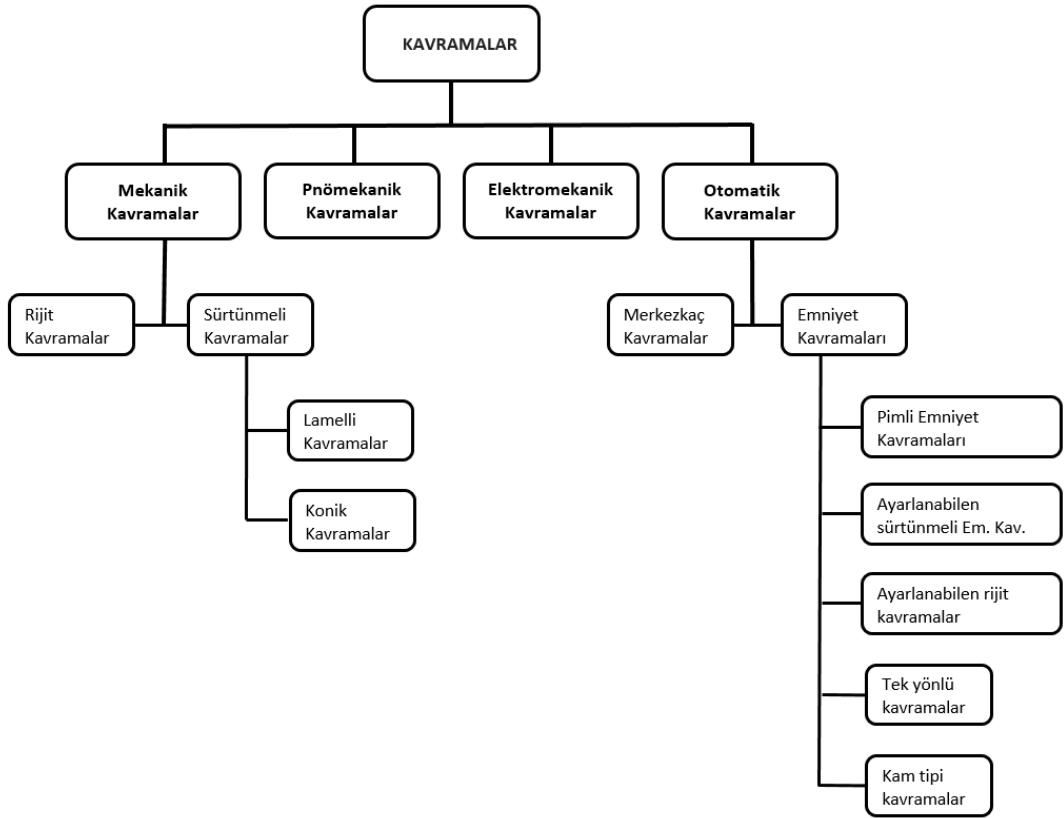 KAVRAMALAR
Mekanik
Kavramalar
Pnömekanik
Kavramalar
Elektromekanik
Kavramalar
Otomatik
Kavramalar
Rijit
Kavramalar
Sürtünmeli
Kavramalar
Merkezkaç
Kavramalar
Emniyet
Kavramaları
Lamelli
Kavramalar
Konik
Kavramalar
Pimli Emniyet
Kavramaları
Ayarlanabilen
sürtünmeli Em. Kav.
Ayarlanabilen rijit
kavramalar
Tek yönlü
kavramalar
Kam tipi
kavramalar